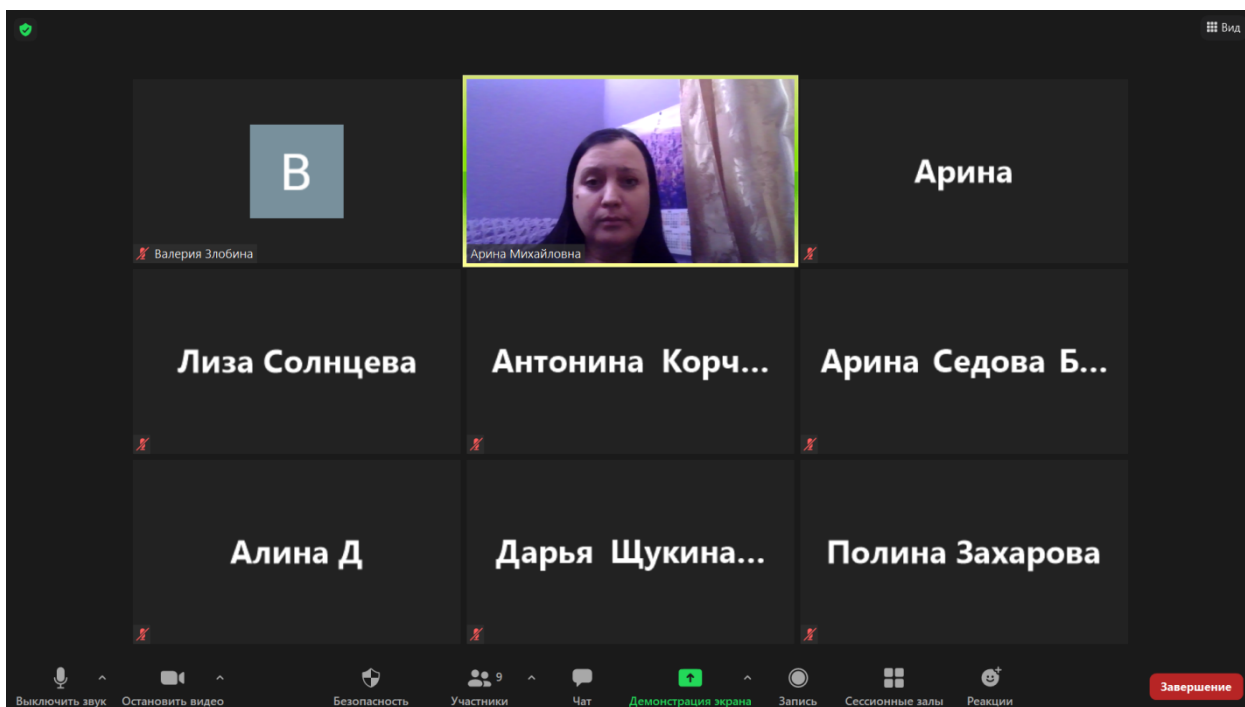 Вид
В
Валерия Злобина
Арина Михайловна
Арина
Лиза Солнцева
Антонина Корч...
Арина Седова Б...
Алина Д
Дарья Щукина...
Полина Захарова
9
Выключить звук
Остановить видео
Безопасность
Участники
Чат
Демонстрация экрана
Запись
Сессионные залы
Реакции
Завершение